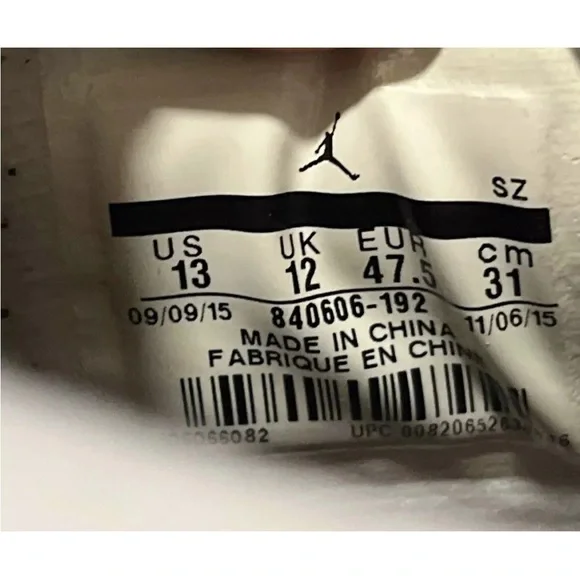 SZ
US UK EUR cm
13 12 47.5 31
09/09/15 840606-192 11/06/15
MADE IN CHINA
FABRIQUE EN CHINE
UPC